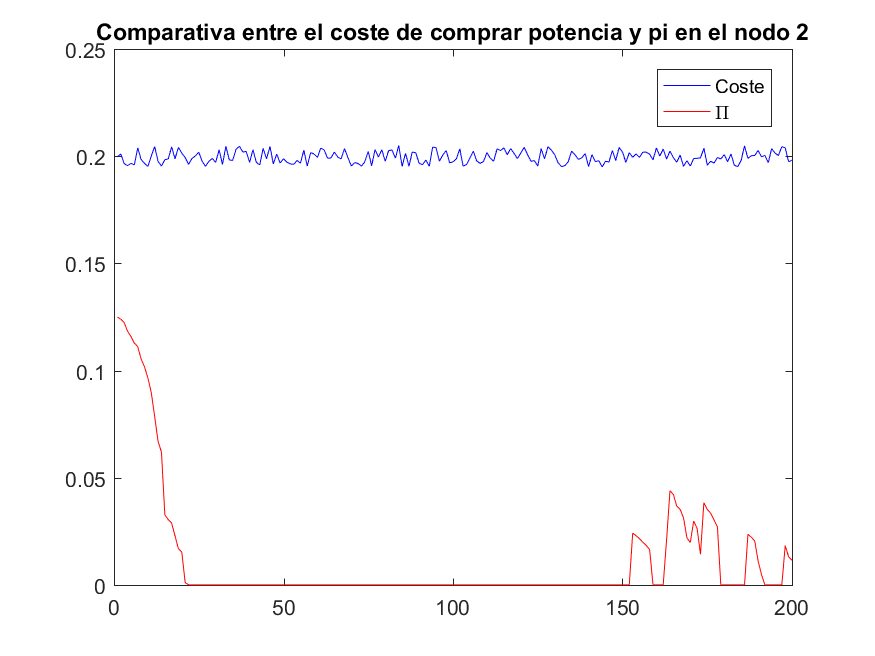 Comparativa entre el coste de comprar potencia y pi en el nodo 2
0.25
Coste
Π
0.2
0.15
0.1
0.05
0
0 50 100 150 200